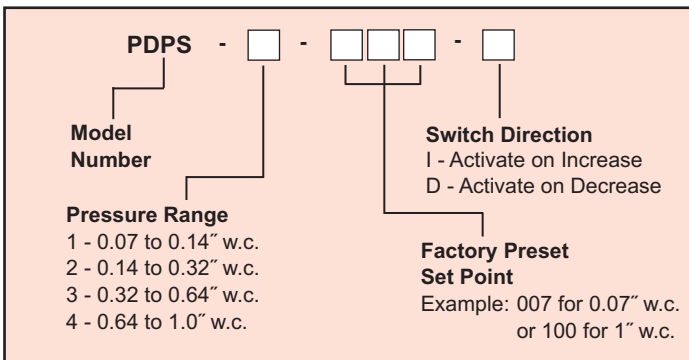 PDPS - -  -
Model
Number
Pressure Range
1 - 0.07 to 0.14˝ w.c.
2 - 0.14 to 0.32˝ w.c.
3 - 0.32 to 0.64˝ w.c.
4 - 0.64 to 1.0˝ w.c.
Switch Direction
I - Activate on Increase
D - Activate on Decrease
Factory Preset
Set Point
Example: 007 for 0.07˝ w.c.
or 100 for 1˝ w.c.